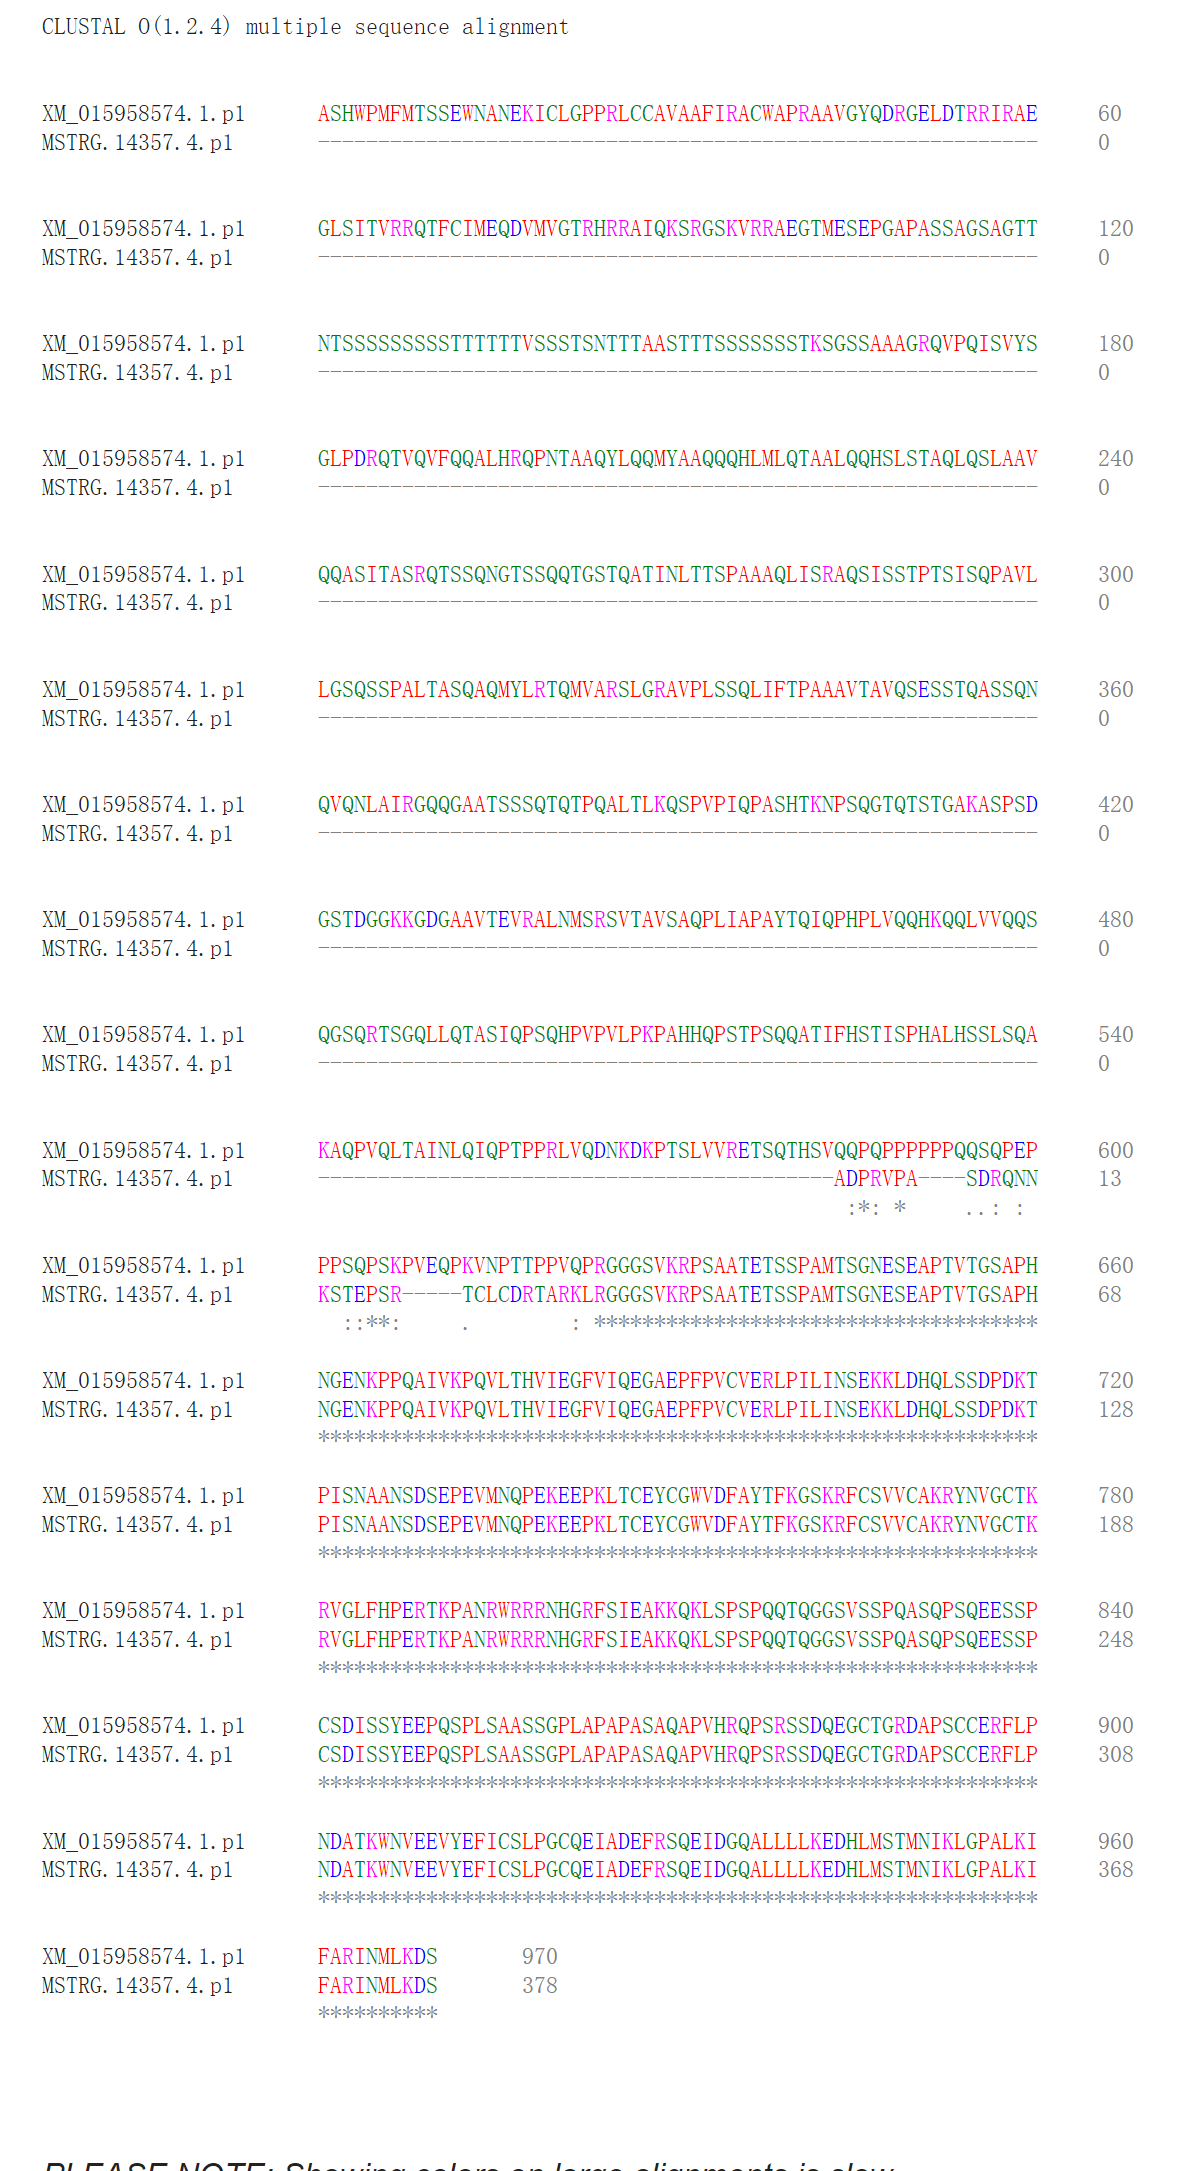 CLUSTAL O(1.2.4) multiple sequence alignment
XM_015958574.1.p1 ASHWPMFMTSSEWNANEKICLGPPRLCCAVAAFIRACWAPRAAVGYQDRGELDTRRIRAE 60
MSTRG.14357.4.p1 ------------------------------------------------------------ 0
XM_015958574.1.p1 GLSITVRRQTFCIMEQDVMVGTRHRRAIQKSRGSKVRRAEGTMESEPGAPASSAGSAGTT 120
MSTRG.14357.4.p1 ------------------------------------------------------------ 0
XM_015958574.1.p1 NTSSSSSSSSSTTTTTTVSSSTSNTTTAASTTTSSSSSSSTKSGSSAAAGRQVPQISVYS 180
MSTRG.14357.4.p1 ------------------------------------------------------------ 0
XM_015958574.1.p1 GLPDRQTVQVFQQALHRQPNTAAQYLQQMYAAQQQHLMLQTAALQQHSLSTAQLQSLAAV 240
MSTRG.14357.4.p1 ------------------------------------------------------------ 0
XM_015958574.1.p1 QQASITASRQTSSQNGTSSQQTGSTQATINLTTSPAAAQLISRAQSISSTPTSISQPAVL 300
MSTRG.14357.4.p1 ------------------------------------------------------------ 0
XM_015958574.1.p1 LGSQSSPALTASQAQMYLRTQMVARSLGRAVPLSSQLIFTPAAAVTAVQSESSTQASSQN 360
MSTRG.14357.4.p1 ------------------------------------------------------------ 0
XM_015958574.1.p1 QVQNLAIRGQQGAATSSSQTQTPQALTLKQSPVPIQPASHTKNPSQGTQTSTGAKASPSD 420
MSTRG.14357.4.p1 ------------------------------------------------------------ 0
XM_015958574.1.p1 GSTDGGKKGDGAAVTEVRALNMSRSVTAVSAQPLIAPAYTQIQPHPLVQQHKQQLVVQQS 480
MSTRG.14357.4.p1 ------------------------------------------------------------ 0
XM_015958574.1.p1 QGSQRTSGQLLQTASIQPSQHPVPVLPKPAHHQPSTPSQQATIFHSTISPHALHSSLSQA 540
MSTRG.14357.4.p1 ------------------------------------------------------------ 0
XM_015958574.1.p1 KAQPVQLTAINLQIQPTPPRLVQDNKDKPTSLVVRETSQTHSVQQPQPPPPPPQQSQPEP 600
MSTRG.14357.4.p1 -------------------------------------------ADPRVPA----SDRQNN 13
:*: * ..: :
XM_015958574.1.p1 PPSQPSKPVEQPKVNPTTPPVQPRGGGSVKRPSAATETSSPAMTSGNESEAPTVTGSAPH 660
MSTRG.14357.4.p1 KSTEPSR-----TCLCDRTARKLRGGGSVKRPSAATETSSPAMTSGNESEAPTVTGSAPH 68
::**: . : *************************************
XM_015958574.1.p1 NGENKPPQAIVKPQVLTHVIEGFVIQEGAEPFPVCVERLPILINSEKKLDHQLSSDPDKT 720
MSTRG.14357.4.p1 NGENKPPQAIVKPQVLTHVIEGFVIQEGAEPFPVCVERLPILINSEKKLDHQLSSDPDKT 128
************************************************************
XM_015958574.1.p1 PISNAANSDSEPEVMNQPEKEEPKLTCEYCGWVDFAYTFKGSKRFCSVVCAKRYNVGCTK 780
MSTRG.14357.4.p1 PISNAANSDSEPEVMNQPEKEEPKLTCEYCGWVDFAYTFKGSKRFCSVVCAKRYNVGCTK 188
************************************************************
XM_015958574.1.p1 RVGLFHPERTKPANRWRRRNHGRFSIEAKKQKLSPSPQQTQGGSVSSPQASQPSQEESSP 840
MSTRG.14357.4.p1 RVGLFHPERTKPANRWRRRNHGRFSIEAKKQKLSPSPQQTQGGSVSSPQASQPSQEESSP 248
************************************************************
XM_015958574.1.p1 CSDISSYEEPQSPLSAASSGPLAPAPASAQAPVHRQPSRSSDQEGCTGRDAPSCCERFLP 900
MSTRG.14357.4.p1 CSDISSYEEPQSPLSAASSGPLAPAPASAQAPVHRQPSRSSDQEGCTGRDAPSCCERFLP 308
************************************************************
XM_015958574.1.p1 NDATKWNVEEVYEFICSLPGCQEIADEFRSQEIDGQALLLLKEDHLMSTMNIKLGPALKI 960
MSTRG.14357.4.p1 NDATKWNVEEVYEFICSLPGCQEIADEFRSQEIDGQALLLLKEDHLMSTMNIKLGPALKI 368
************************************************************
XM_015958574.1.p1 FARINMLKDS 970
MSTRG.14357.4.p1 FARINMLKDS 378
**********
PLEASE NOTE: Showing colors on large alignments is slow.